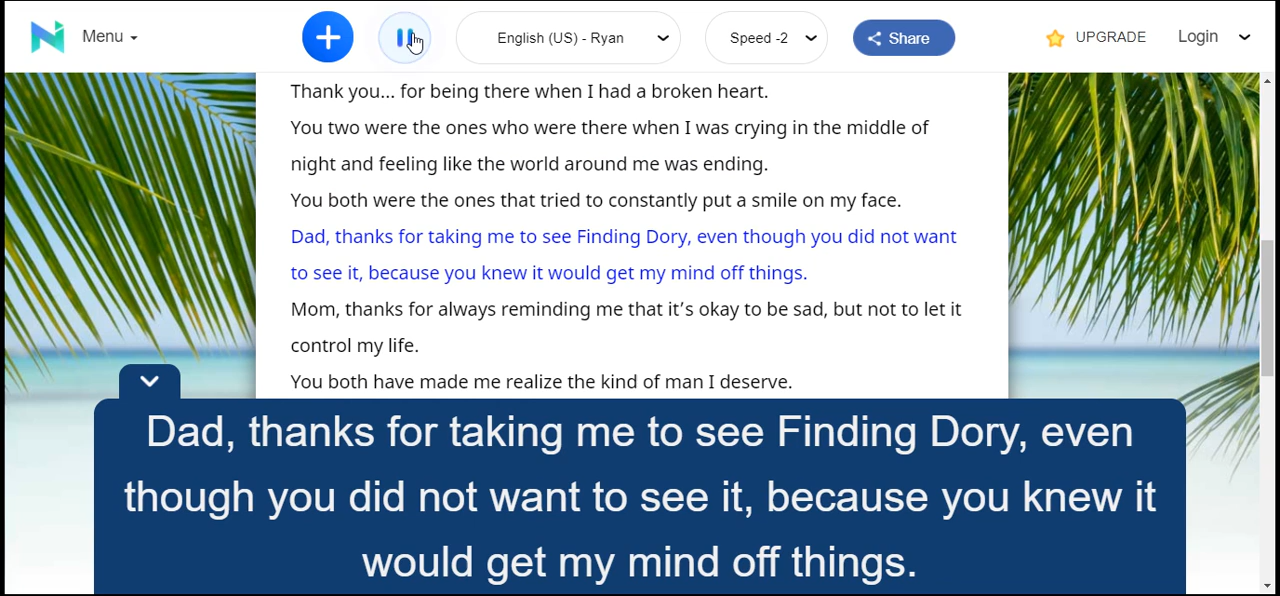 Menu
English (US) - Ryan
Speed -2
Share
UPGRADE
Login
Thank you... for being there when I had a broken heart.
You two were the ones who were there when I was crying in the middle of
night and feeling like the world around me was ending.
You both were the ones that tried to constantly put a smile on my face.
Dad, thanks for taking me to see Finding Dory, even though you did not want
to see it, because you knew it would get my mind off things.
Mom, thanks for always reminding me that it’s okay to be sad, but not to let it
control my life.
You both have made me realize the kind of man I deserve.
Dad, thanks for taking me to see Finding Dory, even
though you did not want to see it, because you knew it
would get my mind off things.